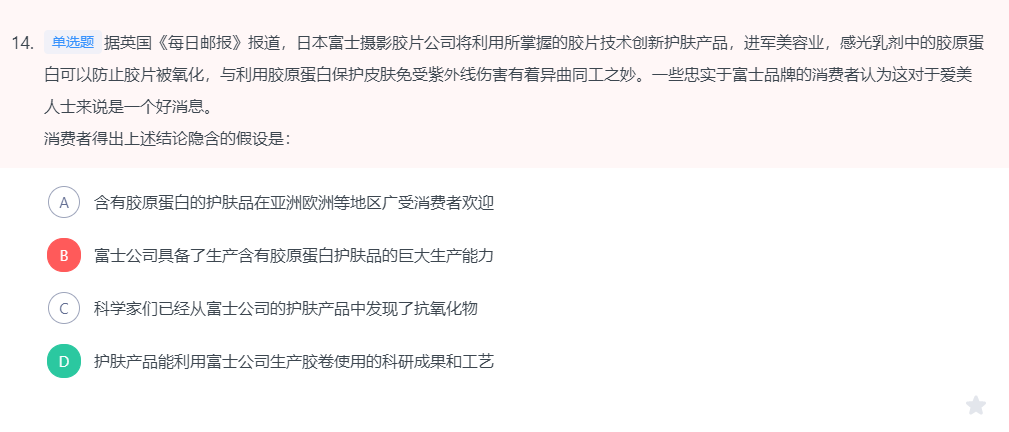 14. 单选题 据英国《每日邮报》报道，日本富士摄影胶片公司将利用所掌握的胶片技术创新护肤产品，进军美容业，感光乳剂中的胶原蛋
白可以防止胶片被氧化，与利用胶原蛋白保护皮肤免受紫外线伤害有着异曲同工之妙。一些忠实于富士品牌的消费者认为这对于爱美
人士来说是一个好消息。
消费者得出上述结论隐含的假设是：
A 含有胶原蛋白的护肤品在亚洲欧洲等地区广受消费者欢迎
B 富士公司具备了生产含有胶原蛋白护肤品的巨大生产能力
C 科学家们已经从富士公司的护肤产品中发现了抗氧化物
D 护肤产品能利用富士公司生产胶卷使用的科研成果和工艺